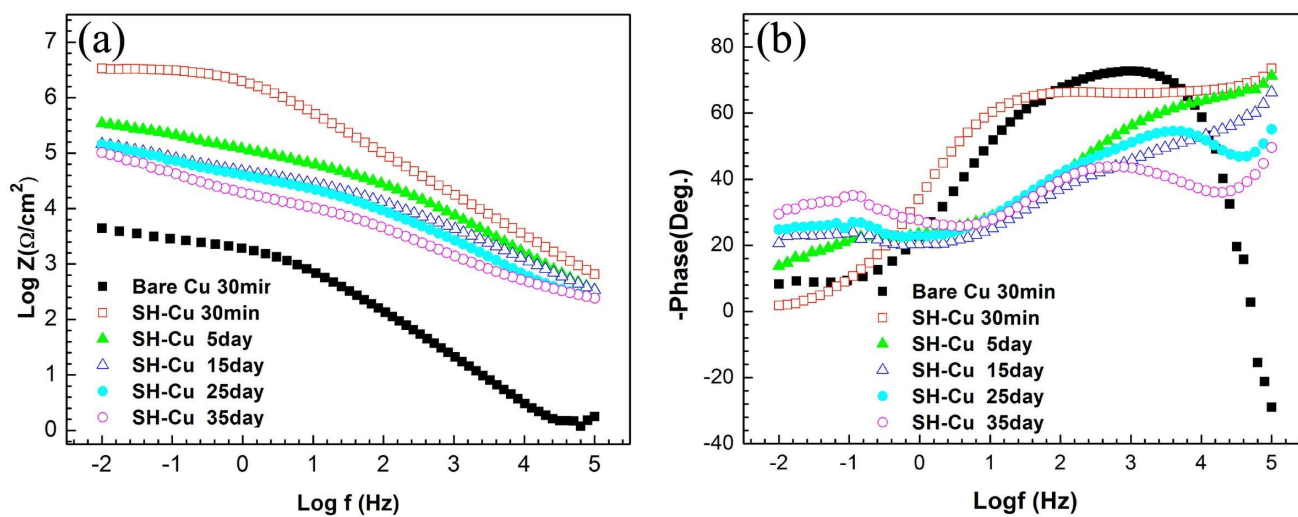 (a)
7
6
5
4
3
2
1
0
Log Z(Ω/cm²)
Bare Cu 30min
SH-Cu 30min
SH-Cu 5day
SH-Cu 15day
SH-Cu 25day
SH-Cu 35day
-2 -1 0 1 2 3 4 5
Log f (Hz)
(b)
80
60
40
20
0
-20
-40
-Phase(Deg.)
Bare Cu 30min
SH-Cu 30min
SH-Cu 5day
SH-Cu 15day
SH-Cu 25day
SH-Cu 35day
-2 -1 0 1 2 3 4 5
Logf (Hz)